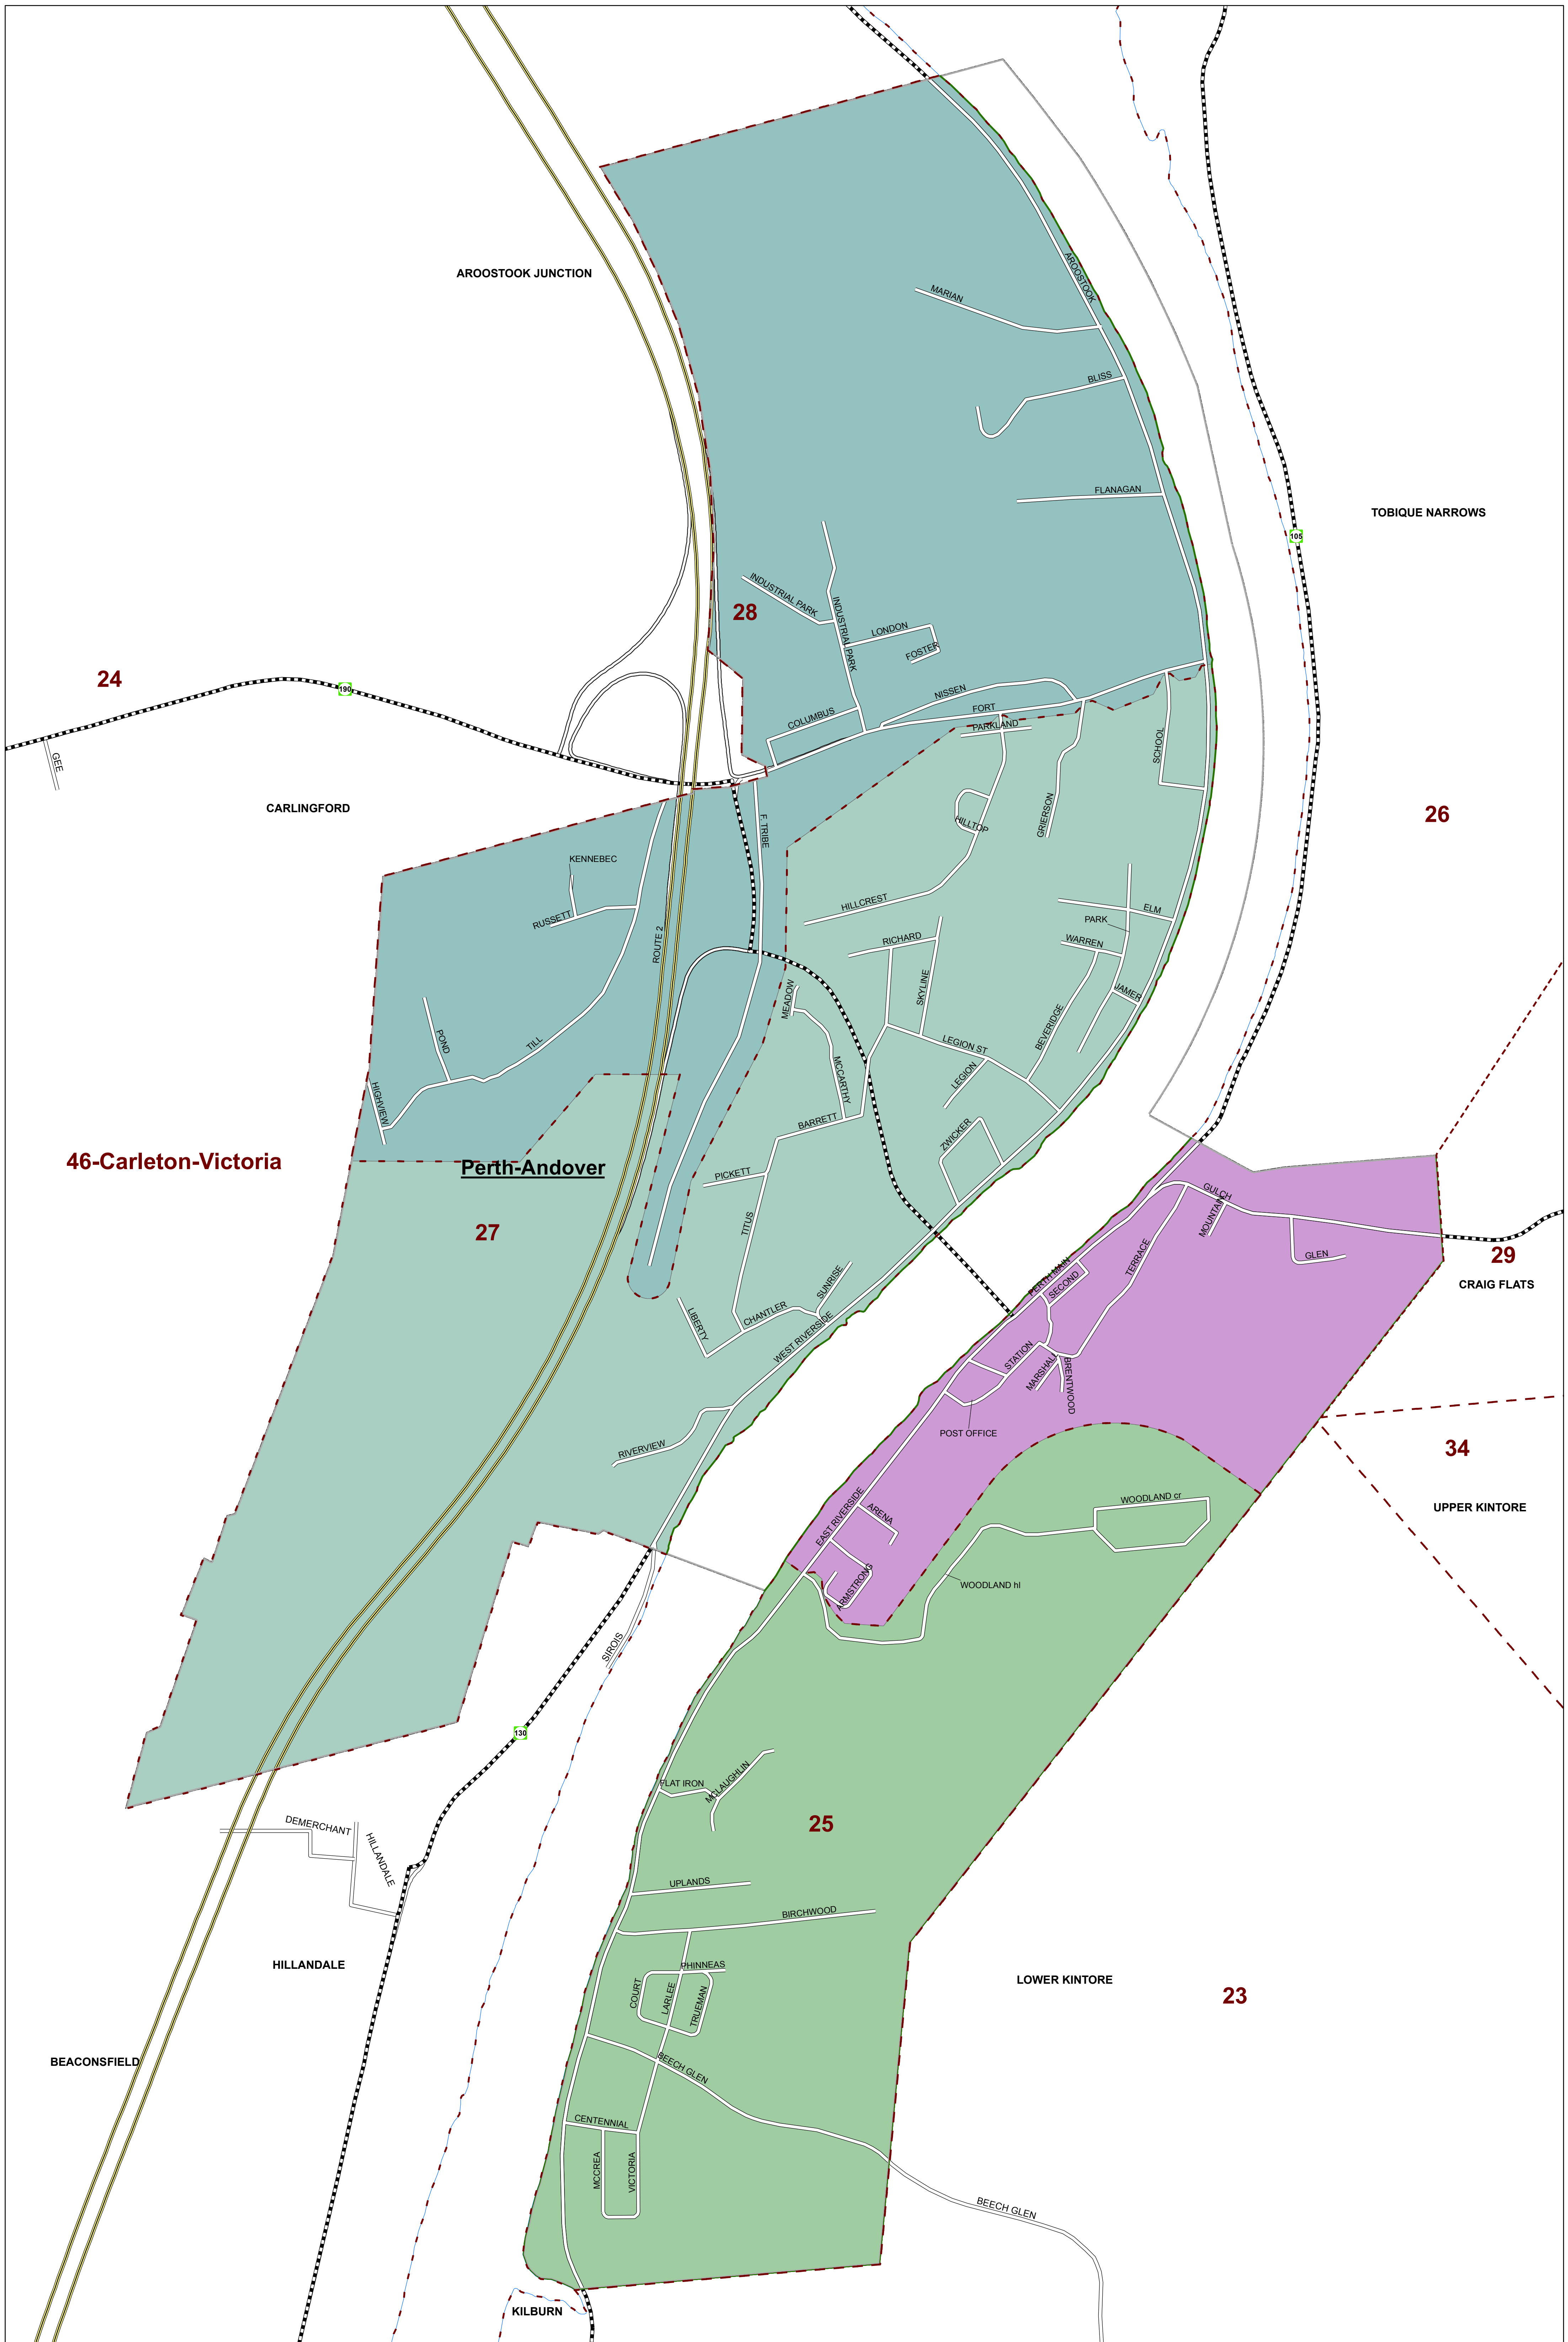 AROOSTOOK JUNCTION
AROOSTOOK
MARIAN
BLISS
FLANAGAN
TOBIQUE NARROWS
105
INDUSTRIAL PARK
INDUSTRIAL PARK
28
LONDON
FOSTER
24
190
NISSEN
FORT
COLUMBUS
PARKLAND
SCHOOL
GEE
CARLINGFORD
F. TRIBE
HILLTOP
GRIERSON
26
KENNEBEC
RUSSETT
ROUTE 2
HILLCREST
ELM
PARK
RICHARD
WARREN
SKYLINE
MEADOW
JAMER
POND
TILL
LEGION ST
BEVERIDGE
MCCARTHY
LEGION
HIGHVIEW
BARRETT
ZWICKER
46-Carleton-Victoria
Perth-Andover
PICKETT
GULCH
MOUNTAIN
TITUS
27
TERRACE
GLEN
29
CRAIG FLATS
PERTH MAIN
SECOND
SUNRISE
LIBERTY
CHANTLER
WEST RIVERSIDE
STATION
MARSHALL
BRENTWOOD
POST OFFICE
RIVERVIEW
34
UPPER KINTORE
WOODLAND cr
EAST RIVERSIDE
ARENA
ARMSTRONG
WOODLAND hl
SIROIS
130
FLAT IRON
MCLAUGHLIN
25
DEMERCHANT
HILLANDALE
UPLANDS
BIRCHWOOD
HILLANDALE
PHINNEAS
COURT
LARLEE
TRUEMAN
LOWER KINTORE
23
BEACONSFIELD
BEECH GLEN
CENTENNIAL
MCCREA
VICTORIA
BEECH GLEN
KILBURN